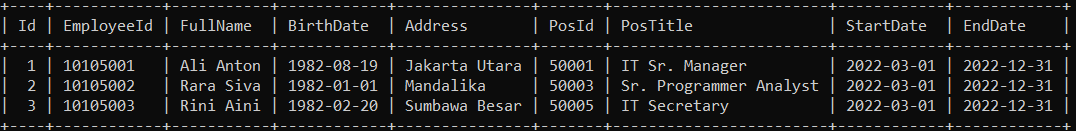 | Id | EmployeeId | FullName | BirthDate | Address | PosId | PosTitle | StartDate | EndDate |
| 1 | 10105001 | Ali Anton | 1982-08-19 | Jakarta Utara | 50001 | IT Sr. Manager | 2022-03-01 | 2022-12-31 |
| 2 | 10105002 | Rara Siva | 1982-01-01 | Mandalika | 50003 | Sr. Programmer Analyst | 2022-03-01 | 2022-12-31 |
| 3 | 10105003 | Rini Aini | 1982-02-20 | Sumbawa Besar | 50005 | IT Secretary | 2022-03-01 | 2022-12-31 |